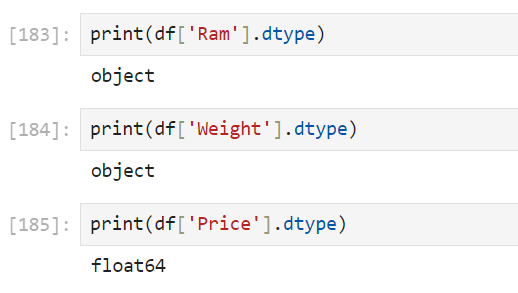 [183]: print(df['Ram'].dtype)
object
[184]: print(df['Weight'].dtype)
object
[185]: print(df['Price'].dtype)
float64